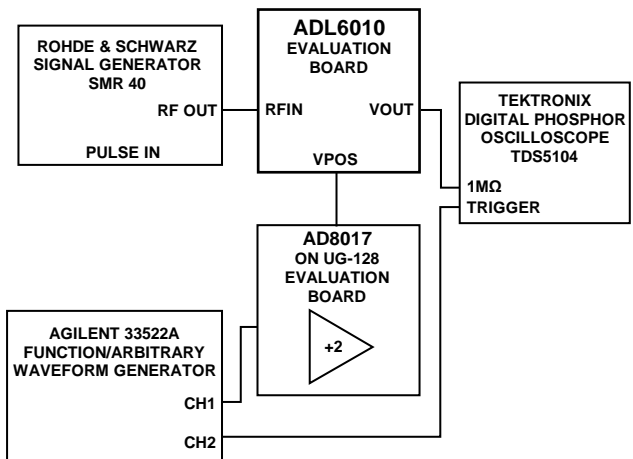 ROHDE & SCHWARZ
SIGNAL GENERATOR
SMR 40
RF OUT
PULSE IN
ADL6010
EVALUATION
BOARD
RFIN
VOUT
VPOS
TEKTRONIX
DIGITAL PHOSPHOR
OSCILLOSCOPE
TDS5104
1MΩ
TRIGGER
AD8017
ON UG-128
EVALUATION
BOARD
+2
AGILENT 33522A
FUNCTION/ARBITRARY
WAVEFORM GENERATOR
CH1
CH2